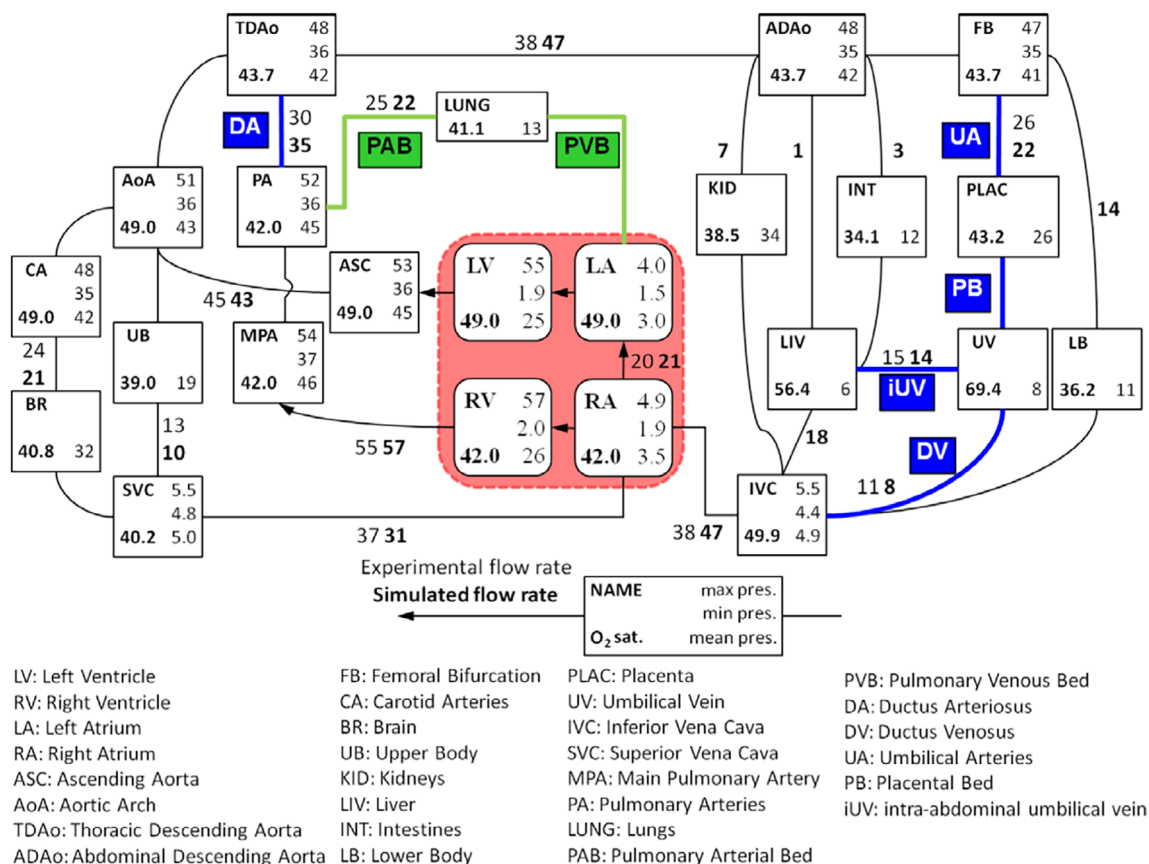 TDAo 48
36
43.7 42
38 47
ADAo 48
35
43.7 42
FB 47
35
43.7 41
DA
30
35
25 22
LUNG
41.1 13
PAB
PVB
7
1
3
UA
26
22
14
AoA 51
36
49.0 43
PA 52
36
42.0 45
KID
38.5 34
INT
34.1 12
PLAC
43.2 26
CA 48
35
49.0 42
45 43
ASC 53
36
49.0 45
LV 55
1.9
49.0 25
LA 4.0
1.5
49.0 3.0
PB
UB
39.0 19
MPA 54
37
42.0 46
20 21
LIV
56.4 6
15 14
iUV
UV
69.4 8
LB
36.2 11
24
21
BR
40.8 32
13
10
55 57
RV 57
2.0
42.0 26
RA 4.9
1.9
42.0 3.5
18
DV
11 8
SVC 5.5
4.8
40.2 5.0
37 31
38 47
IVC 5.5
4.4
49.9 4.9
Experimental flow rate
Simulated flow rate
NAME max pres.
min pres.
O2 sat. mean pres.
LV: Left Ventricle
RV: Right Ventricle
LA: Left Atrium
RA: Right Atrium
ASC: Ascending Aorta
AoA: Aortic Arch
TDAo: Thoracic Descending Aorta
ADAo: Abdominal Descending Aorta
FB: Femoral Bifurcation
CA: Carotid Arteries
BR: Brain
UB: Upper Body
KID: Kidneys
LIV: Liver
INT: Intestines
LB: Lower Body
PLAC: Placenta
UV: Umbilical Vein
IVC: Inferior Vena Cava
SVC: Superior Vena Cava
MPA: Main Pulmonary Artery
PA: Pulmonary Arteries
LUNG: Lungs
PAB: Pulmonary Arterial Bed
PVB: Pulmonary Venous Bed
DA: Ductus Arteriosus
DV: Ductus Venosus
UA: Umbilical Arteries
PB: Placental Bed
iUV: intra-abdominal umbilical vein